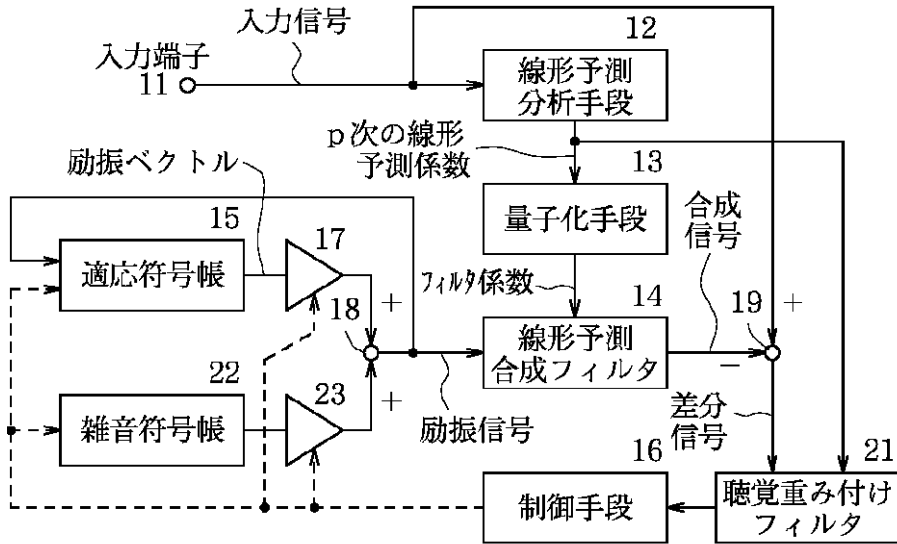 入力信号
12
入力端子
11
線形予測
分析手段
p次の線形
予測係数
13
励振ベクトル
量子化手段
合成
信号
15
17
適応符号帳
フィルタ係数
14
+
18
19
+
線形予測
合成フィルタ
−
22
23
+
雑音符号帳
励振信号
差分
信号
16
21
制御手段
聴覚重み付け
フィルタ